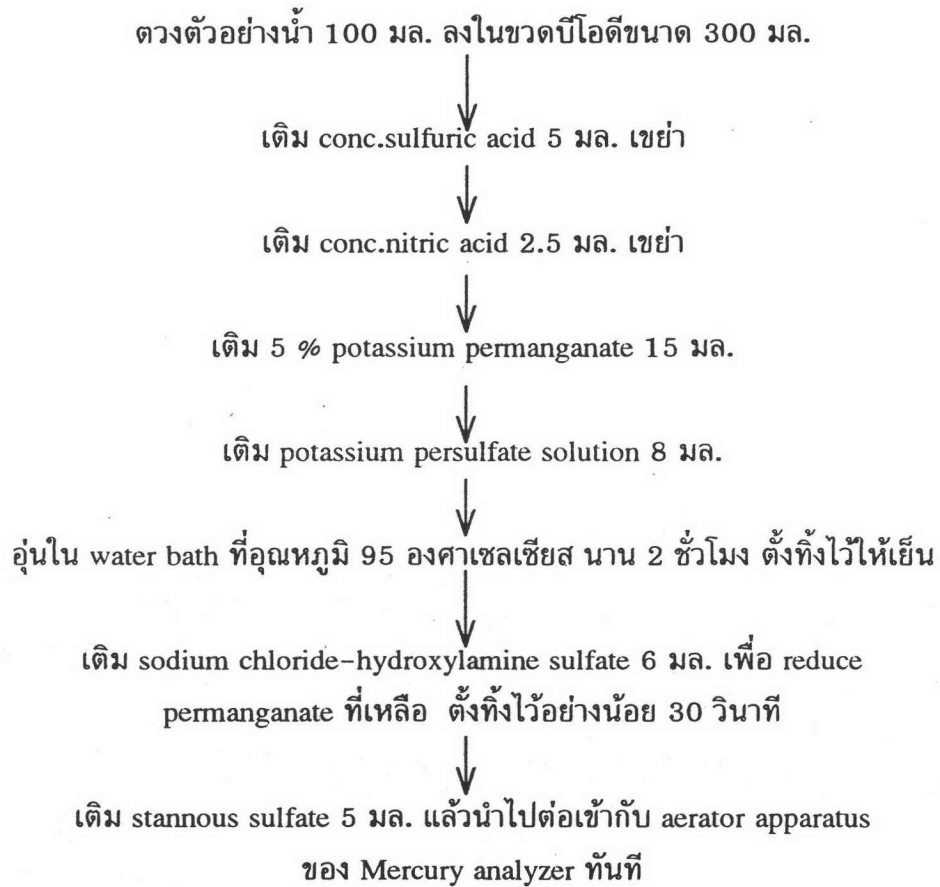 ตวงตัวอย่างน้ำ 100 มล. ลงในขวดบีโอดีขนาด 300 มล.
เติม conc.sulfuric acid 5 มล. เขย่า
เติม conc.nitric acid 2.5 มล. เขย่า
เติม 5 % potassium permanganate 15 มล.
เติม potassium persulfate solution 8 มล.
อุ่นใน water bath ที่อุณหภูมิ 95 องศาเซลเซียส นาน 2 ชั่วโมง ตั้งทิ้งไว้ให้เย็น
เติม sodium chloride-hydroxylamine sulfate 6 มล. เพื่อ reduce
permanganate ที่เหลือ ตั้งทิ้งไว้อย่างน้อย 30 วินาที
เติม stannous sulfate 5 มล. แล้วนำไปต่อเข้ากับ aerator apparatus
ของ Mercury analyzer ทันที